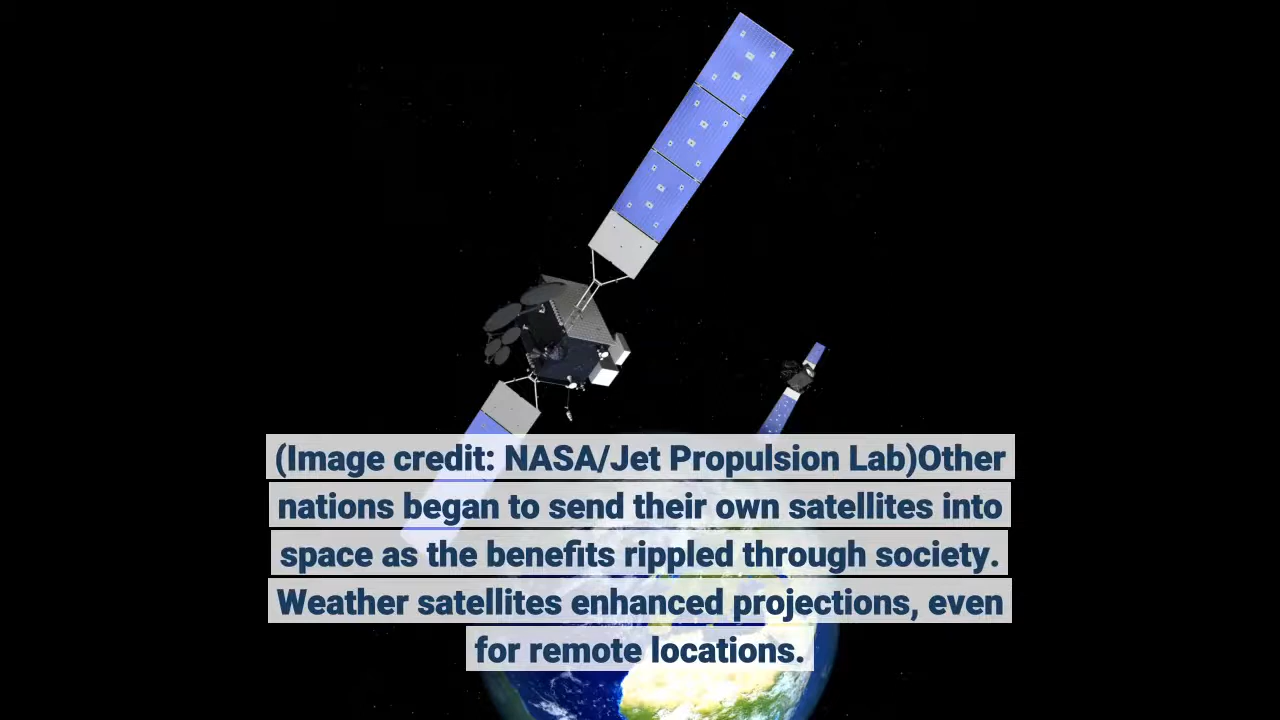 (Image credit: NASA/Jet Propulsion Lab)Other
nations began to send their own satellites into
space as the benefits rippled through society.
Weather satellites enhanced projections, even
for remote locations.